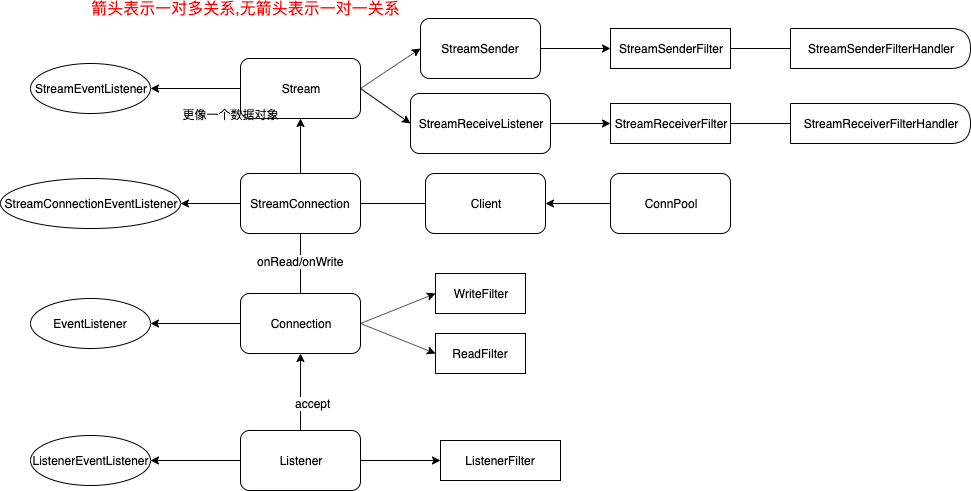 箭头表示一对多关系,无箭头表示一对一关系
StreamSender
StreamSenderFilter
StreamSenderFilterHandler
StreamEventListener
Stream
更像一个数据对象
StreamReceiveListener
StreamReceiverFilter
StreamReceiverFilterHandler
StreamConnectionEventListener
StreamConnection
Client
ConnPool
onRead/onWrite
WriteFilter
EventListener
Connection
ReadFilter
accept
ListenerEventListener
Listener
ListenerFilter